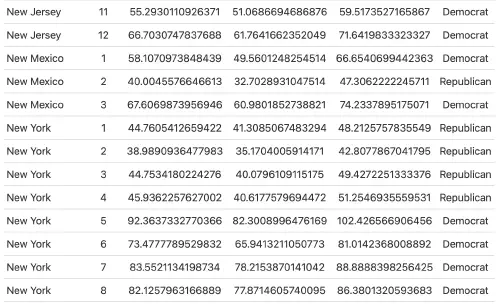 New Jersey 11 55.2930110926371 51.0686694686876 59.5173527165867 Democrat
New Jersey 12 66.7030747837688 61.7641662352049 71.6419833323327 Democrat
New Mexico 1 58.1070973848439 49.5601248254514 66.6540699442363 Democrat
New Mexico 2 40.0045576646613 32.7028931047514 47.3062222245711 Republican
New Mexico 3 67.6069873956946 60.9801852738821 74.2337895175071 Democrat
New York 1 44.7605412659422 41.3085067483294 48.2125757835549 Republican
New York 2 38.9890936477983 35.1704005914171 42.8077867041795 Republican
New York 3 44.7534180224276 40.0796109115175 49.4272251333376 Republican
New York 4 45.9362257627002 40.6177579694472 51.2546935559531 Republican
New York 5 92.3637332770366 82.3008996476169 102.426566906456 Democrat
New York 6 73.4777789529832 65.9413211050773 81.0142368008892 Democrat
New York 7 83.5521134198734 78.2153870141042 88.8888398256425 Democrat
New York 8 82.1257963166889 77.8714605740095 86.3801320593683 Democrat